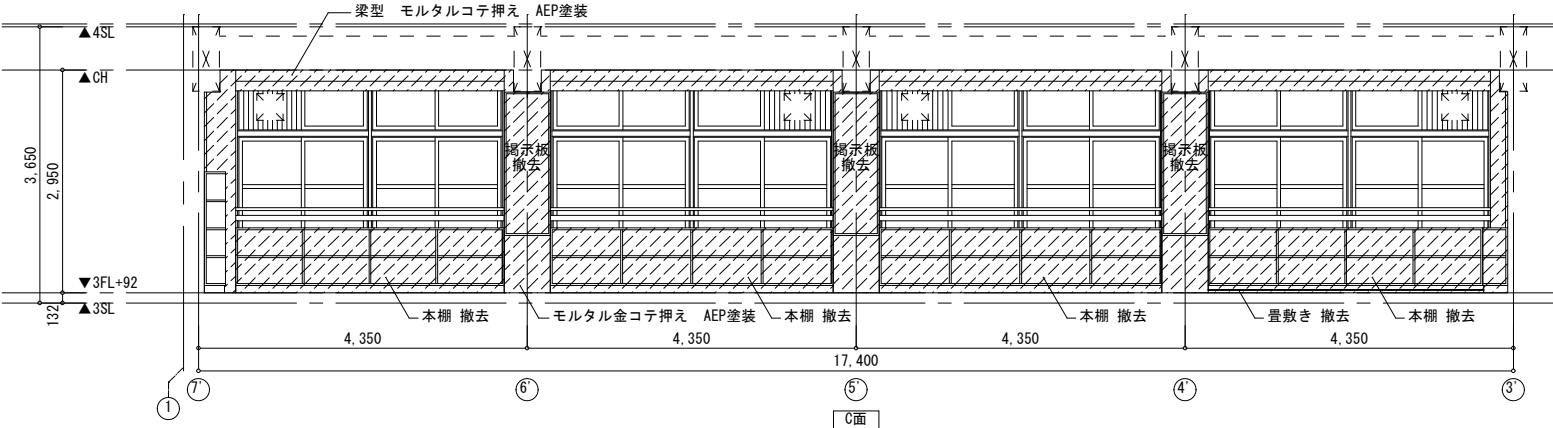 梁型 モルタルコテ押え AEP塗装
▲4SL
▲CH
3,650
2,950
掲示板
撤去
掲示板
撤去
掲示板
撤去
▼3FL+92
▲3SL
132
本棚 撤去
モルタル金コテ押え AEP塗装
本棚 撤去
本棚 撤去
畳敷き 撤去
本棚 撤去
4,350
4,350
4,350
4,350
17,400
1
7'
6'
5'
4'
3'
C面